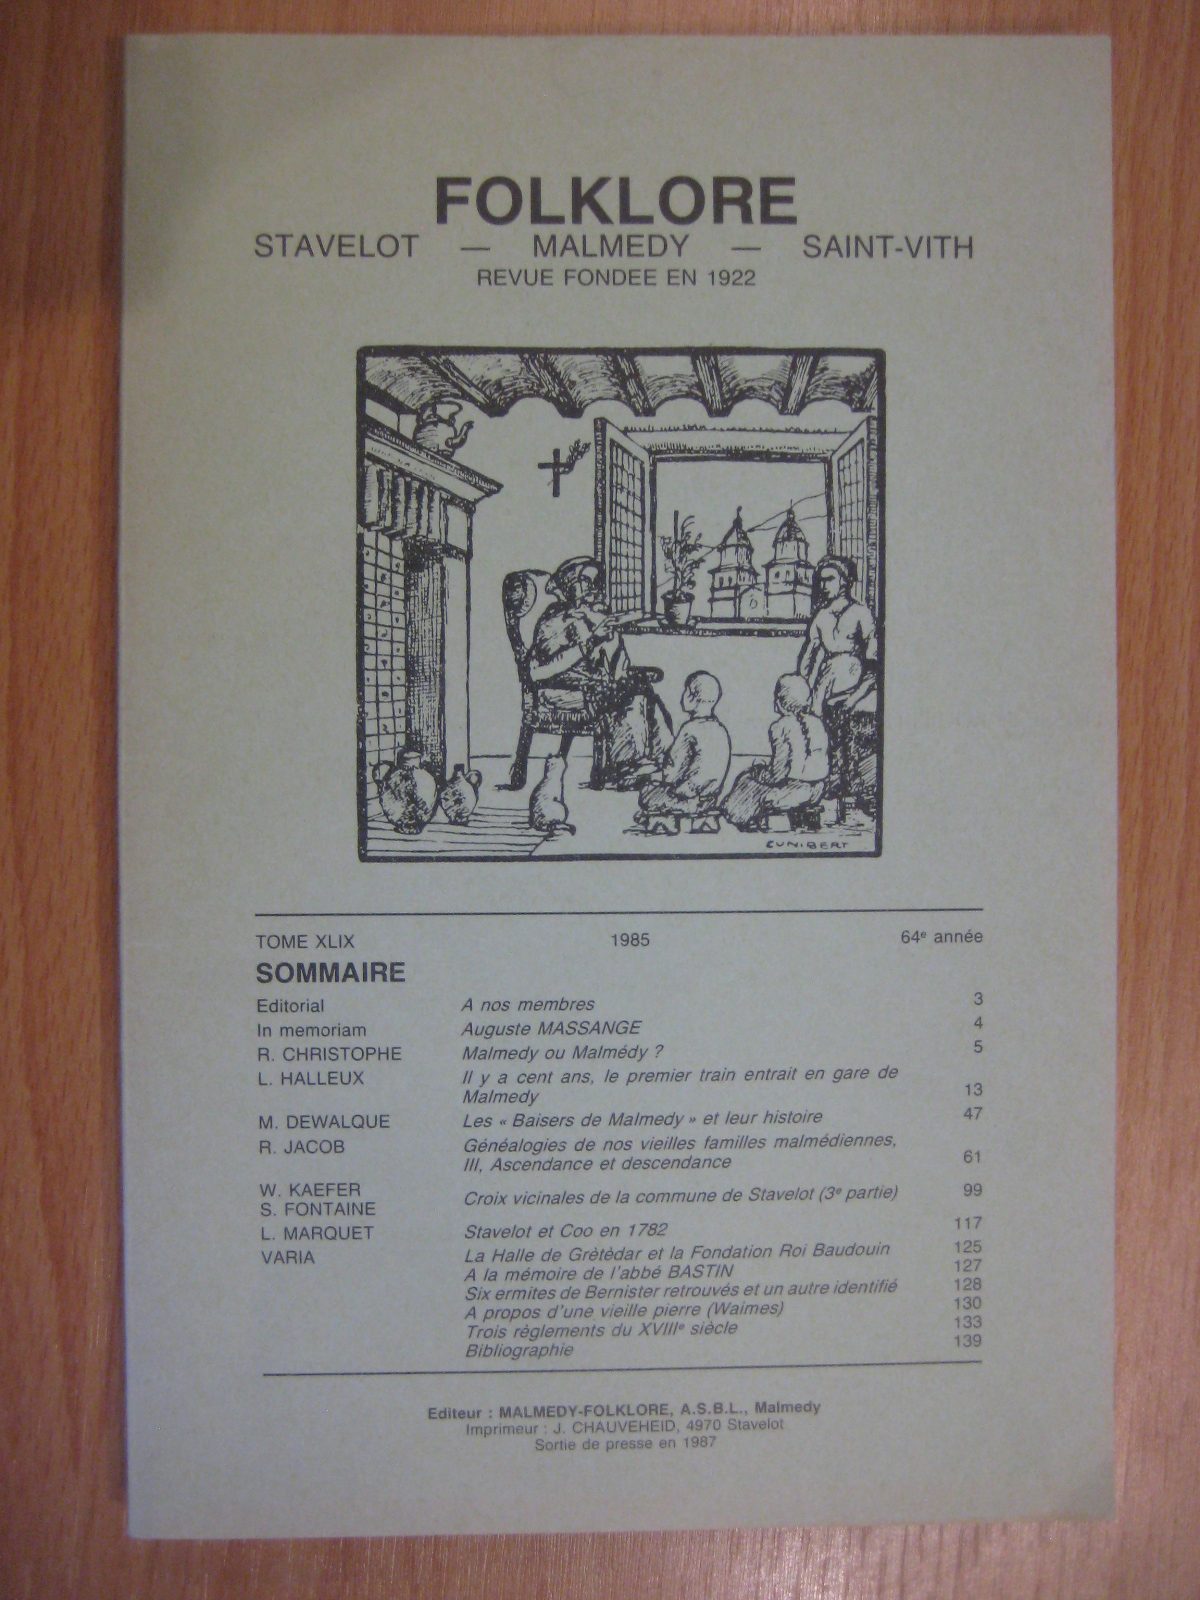 FOLKLORE
STAVELOT — MALMEDY — SAINT-VITH
REVUE FONDEE EN 1922
CUNIBERT
TOME XLIX 1985 64e année
SOMMAIRE
Editorial A nos membres 3
In memoriam Auguste MASSANGE 4
R. CHRISTOPHE Malmedy ou Malmédy ? 5
L. HALLEUX Il y a cent ans, le premier train entrait en gare de
Malmedy 13
M. DEWALQUE Les « Baisers de Malmedy » et leur histoire 47
R. JACOB Généalogies de nos vieilles familles malmédiennes,
III, Ascendance et descendance 61
W. KAEFER
S. FONTAINE Croix vicinales de la commune de Stavelot (3e partie) 99
L. MARQUET Stavelot et Coo en 1782 117
VARIA La Halle de Grètèdar et la Fondation Roi Baudouin 125
A la mémoire de l'abbé BASTIN 127
Six ermites de Bernister retrouvés et un autre identifié 128
A propos d'une vieille pierre (Waimes) 130
Trois règlements du XVIIIe siècle 133
Bibliographie 139
Editeur : MALMEDY-FOLKLORE, A.S.B.L., Malmedy
Imprimeur : J. CHAUVEHEID, 4970 Stavelot
Sortie de presse en 1987